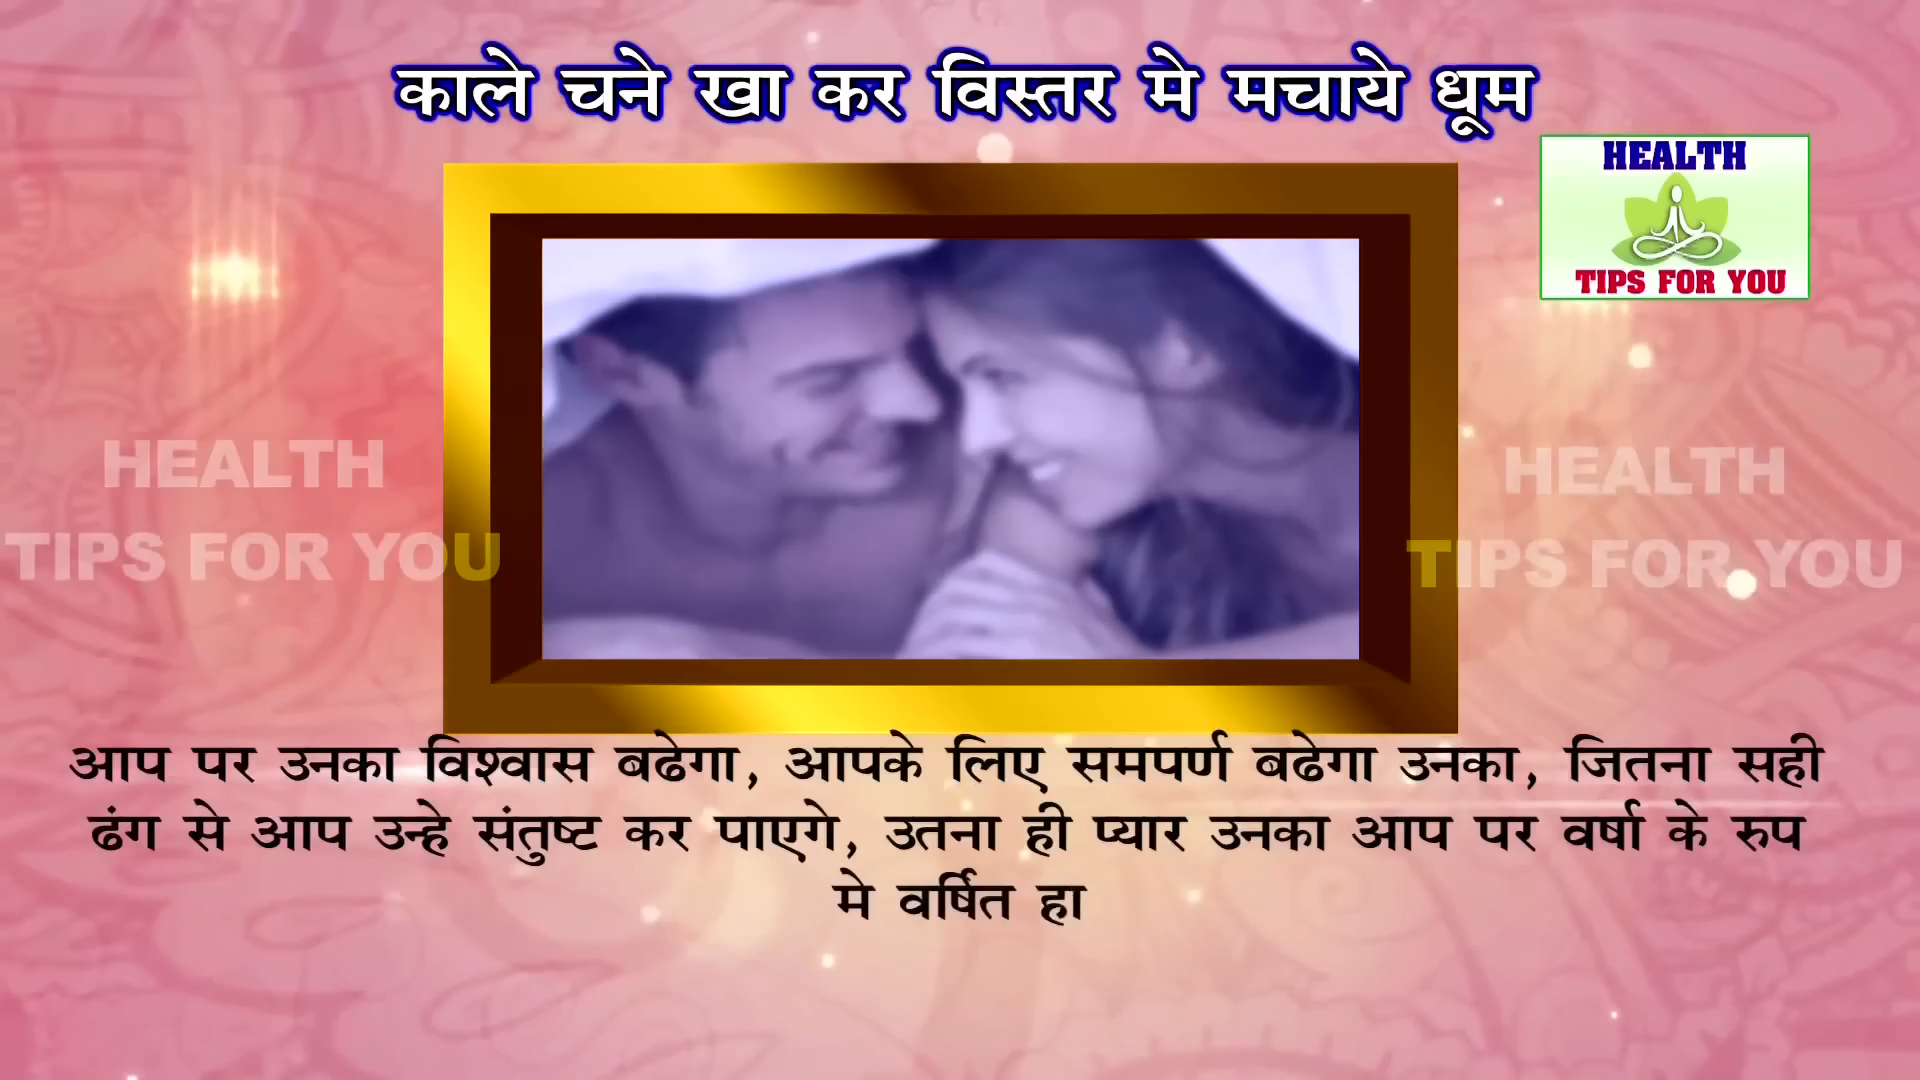 काले चने खा कर विस्तर मे मचाये धूम
HEALTH
TIPS FOR YOU
HEALTH
TIPS FOR YOU
HEALTH
TIPS FOR YOU
आप पर उनका विश्वास बढेगा, आपके लिए समपर्ण बढेगा उनका, जितना सही
ढंग से आप उन्हे संतुष्ट कर पाएगे, उतना ही प्यार उनका आप पर वर्षा के रुप
मे वर्षित हा